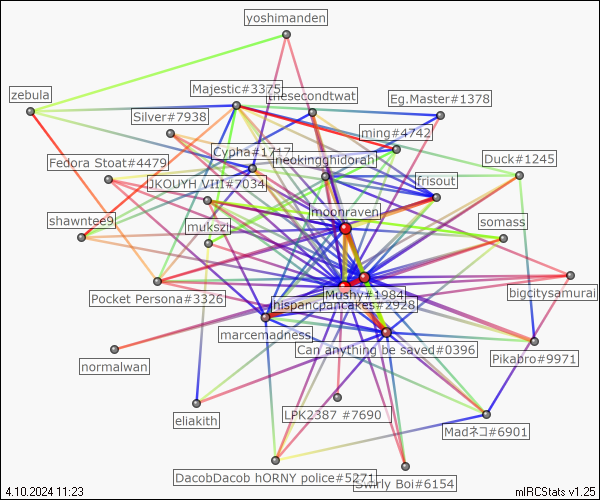 yoshimanden
zebula
Majestic#3375
thesecondtwat
Eg.Master#1378
Silver#7938
ming#4742
Cypha#1717
Fedora Stoat#4479
neokingghidorah
Duck#1245
JKOUYH VIII#7034
frisout
moonraven
shawntee9
mukszi
somass
Pocket Persona#3326
Mushy#1984
bigcitysamurai
hispancpancakes#2928
marcemadness
Can anything be saved#0396
normalwan
Pikabro#9971
eliakith
LPK2387 #7690
Madネコ#6901
DacobDacob hORNY police#5271
Swirly Boi#6154
4.10.2024 11:23
mIRCStats v1.25